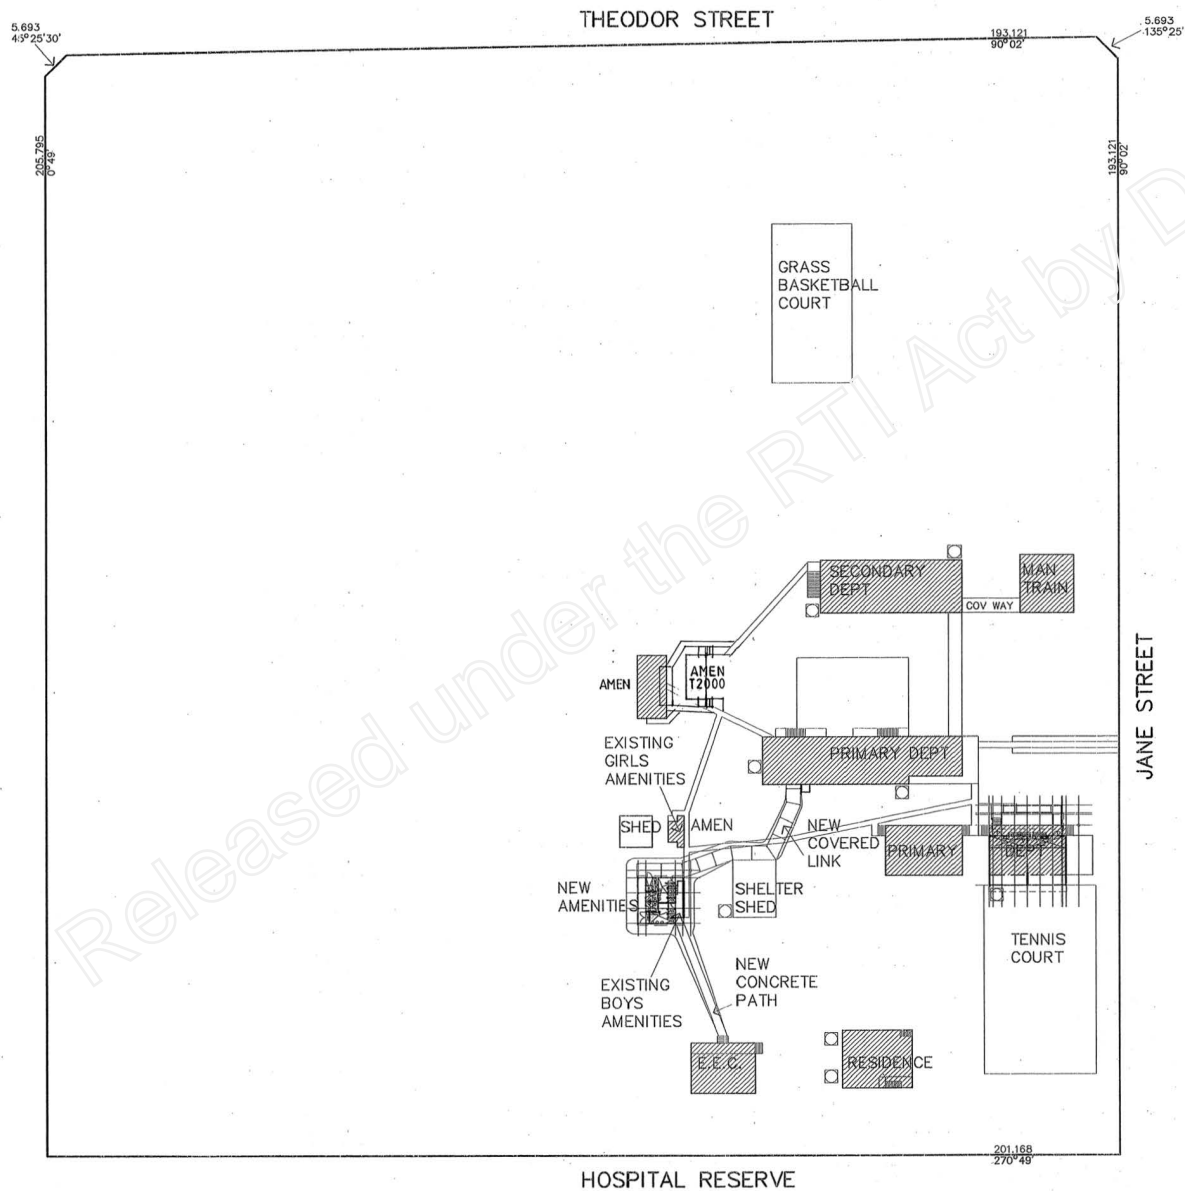 THEODOR STREET
5.693
45°25'30'
193.121
90°02'
5.693
135°25'
205.795
0°49'
193.121
90°02'
GRASS
BASKETBALL
COURT
SECONDARY
DEPT
MAN
TRAIN
COV WAY
AMEN
AMEN
T2000
JANE STREET
EXISTING
GIRLS
AMENITIES
PRIMARY DEPT
SHED
AMEN
NEW
COVERED
LINK
PRIMARY
DEPT
NEW
AMENITIES
SHELTER
SHED
TENNIS
COURT
EXISTING
BOYS
AMENITIES
NEW
CONCRETE
PATH
E.E.C.
RESIDENCE
201.168
270°49'
HOSPITAL RESERVE
Released under the RTI Act by D